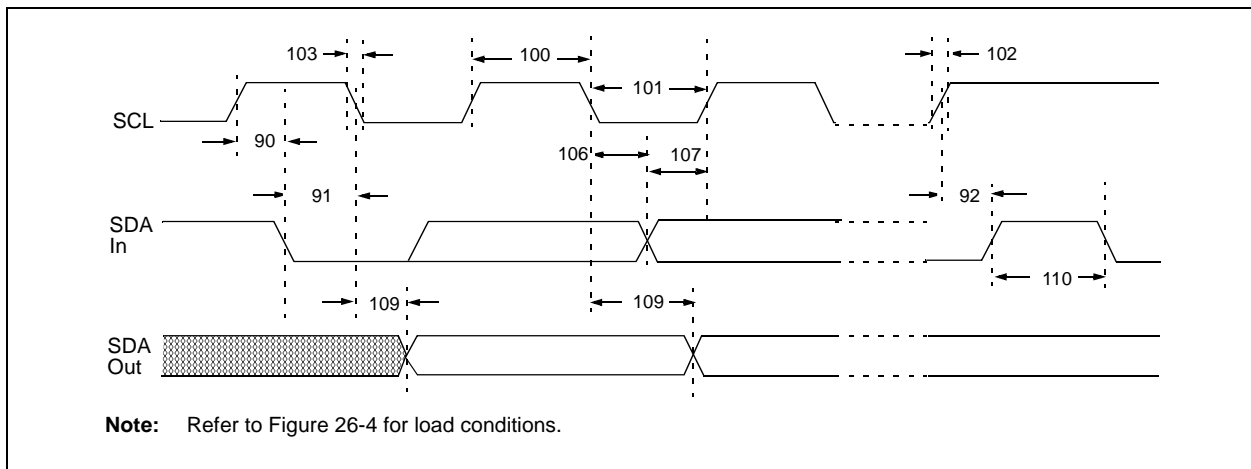 103
100
102
101
SCL
90
106
107
91
92
SDA
In
110
109
109
SDA
Out
Note: Refer to Figure 26-4 for load conditions.